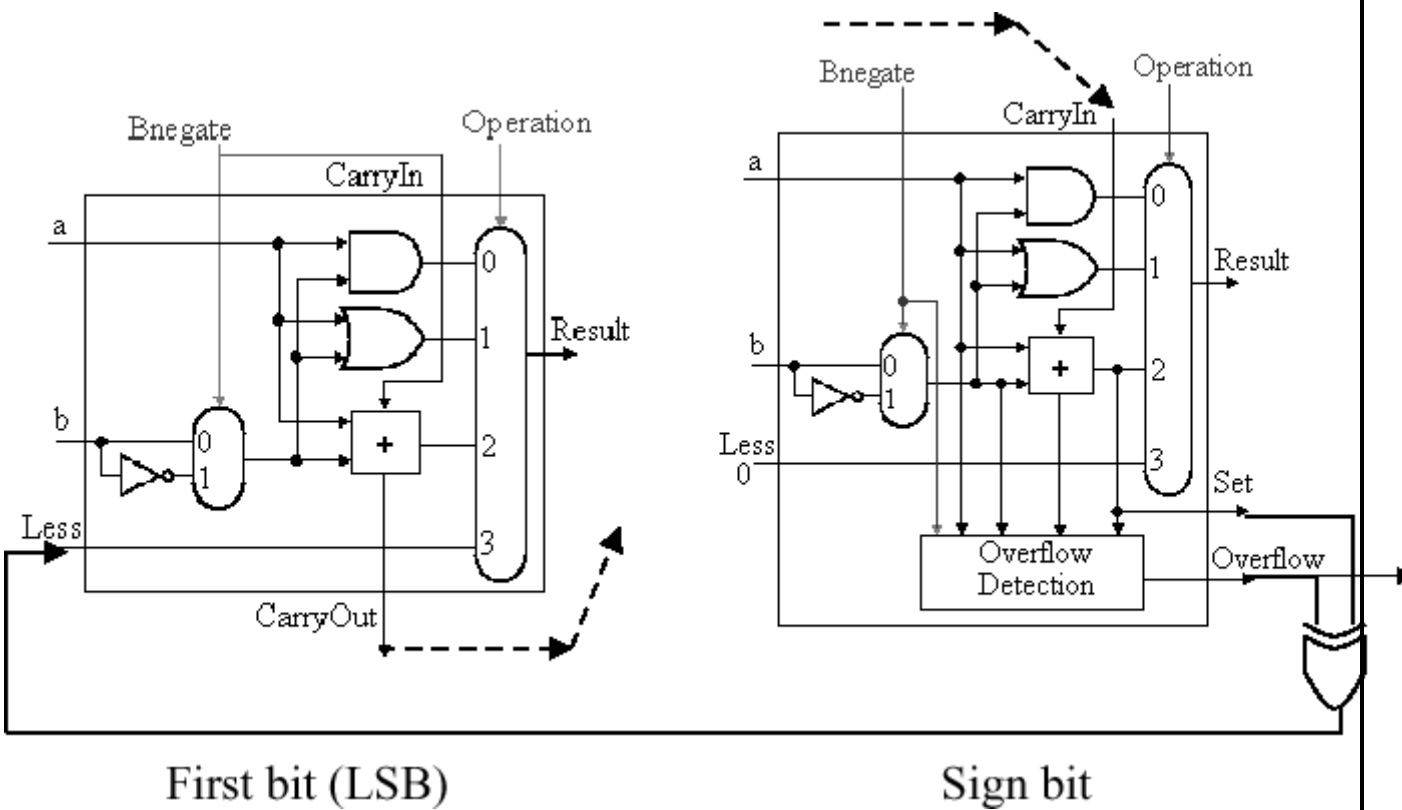 Bnegate
Operation
CarryIn
a
0
1
Result
b
0
1
+
2
Less
3
CarryOut
First bit (LSB)
Bnegate
Operation
CarryIn
a
0
1
Result
b
0
1
+
2
Less
0
3
Set
Overflow
Detection
Overflow
Sign bit